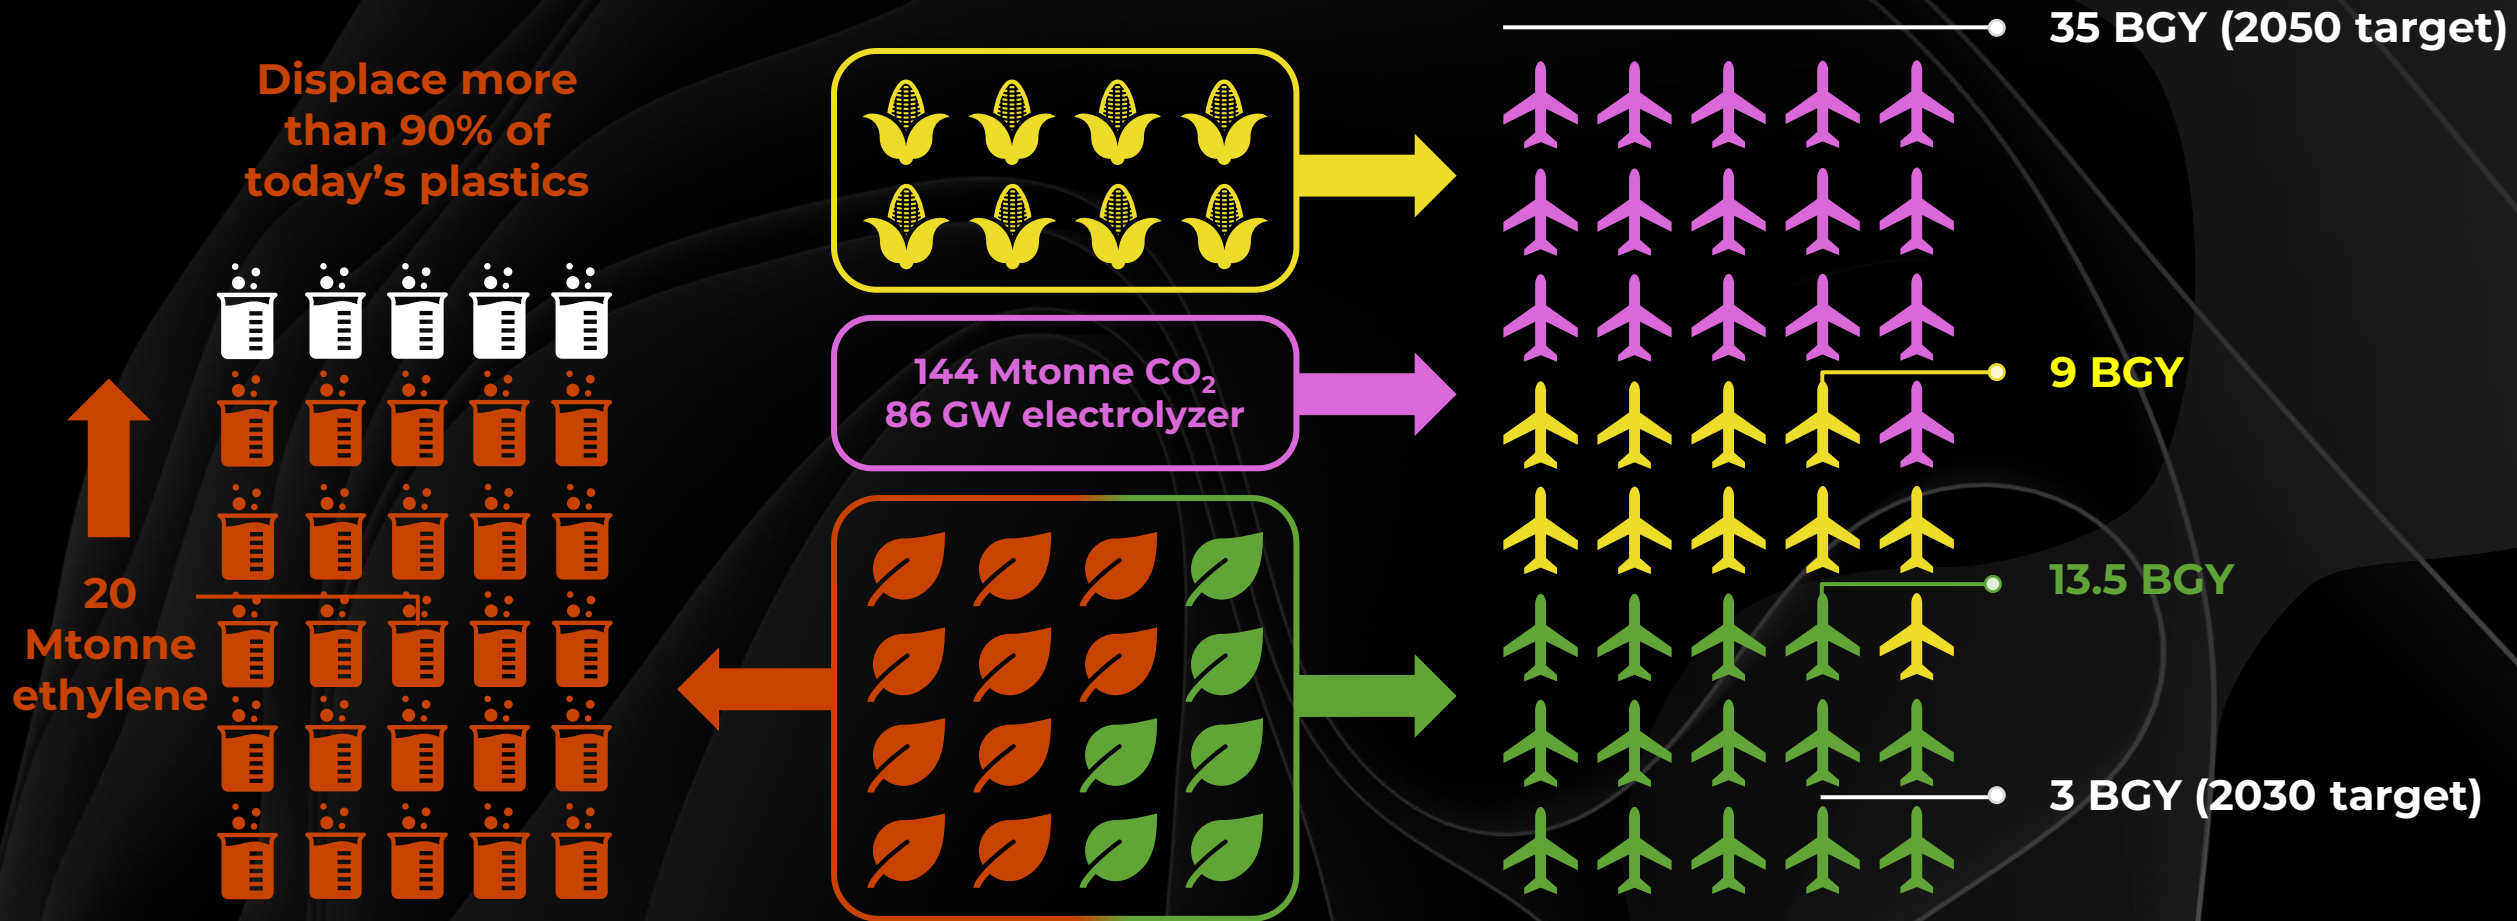 Displace more
than 90% of
today’s plastics
20
Mtonne
ethylene
144 Mtonne CO₂
86 GW electrolyzer
35 BGY (2050 target)
9 BGY
13.5 BGY
3 BGY (2030 target)